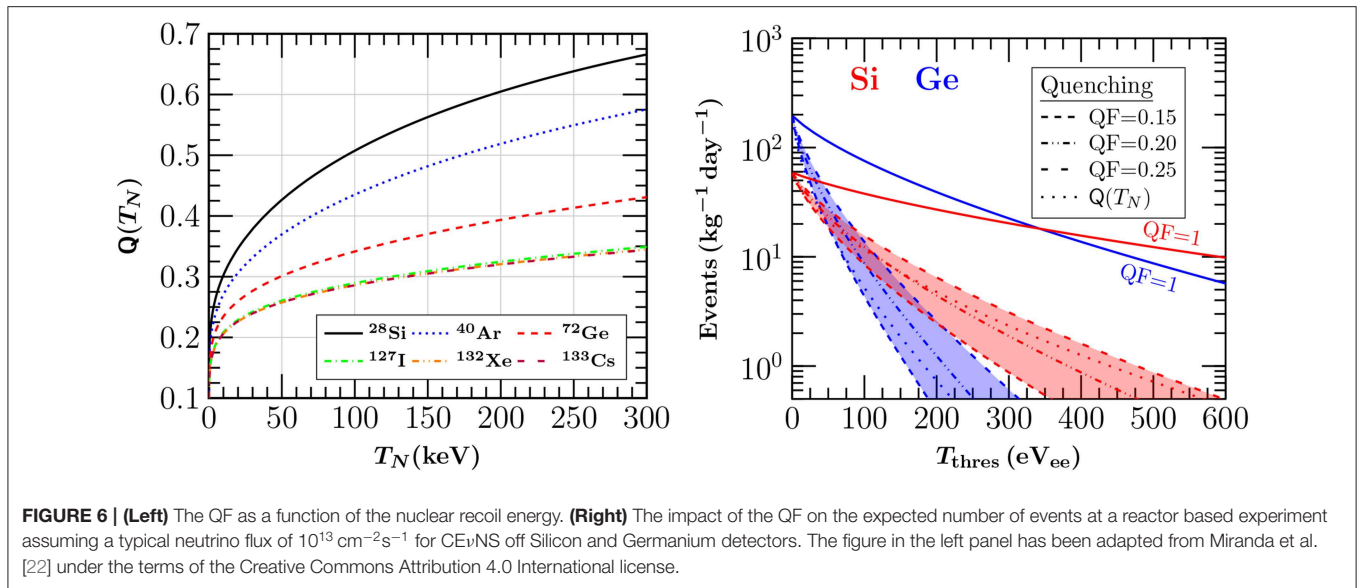 0.7
0.6
0.5
0.4
0.3
0.2
0.1
Q(T_N)
²⁸Si ⁴⁰Ar ⁷²Ge
¹²⁷I ¹³²Xe ¹³³Cs
0 50 100 150 200 250 300
T_N(keV)
10³
10²
10¹
10⁰
Events (kg⁻¹ day⁻¹)
Si Ge
Quenching
QF=0.15
QF=0.20
QF=0.25
Q(T_N)
QF=1
QF=1
0 100 200 300 400 500 600
T_thres (eV_ee)
FIGURE 6 | (Left) The QF as a function of the nuclear recoil energy. (Right) The impact of the QF on the expected number of events at a reactor based experiment
assuming a typical neutrino flux of 10¹³ cm⁻²s⁻¹ for CEνNS off Silicon and Germanium detectors. The figure in the left panel has been adapted from Miranda et al.
[22] under the terms of the Creative Commons Attribution 4.0 International license.